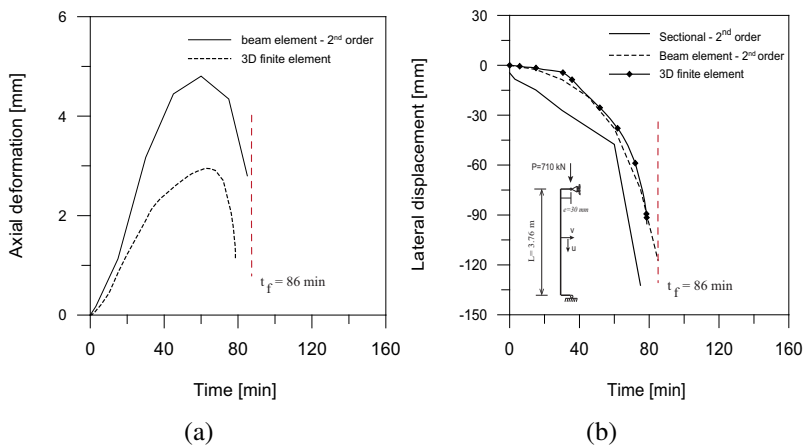 beam element - 2nd order
3D finite element
Axial deformation [mm]
6
4
2
0
t f = 86 min
0 40 80 120 160
Time [min]
(a)
Sectional - 2nd order
Beam element - 2nd order
3D finite element
Lateral displacement [mm]
30
0
-30
-60
-90
-120
-150
P=710 kN
e=30 mm
L= 3.76 m
v
u
t f = 86 min
0 40 80 120 160
Time [min]
(b)